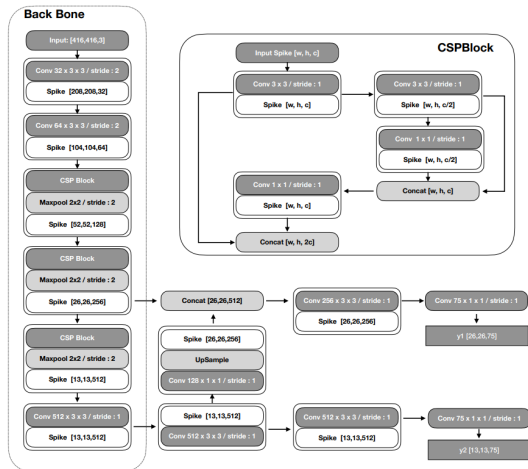 Back Bone
Input: [416,416,3]
Conv 32 x 3 x 3 / stride : 2
Spike [208,208,32]
Conv 64 x 3 x 3 / stride : 2
Spike [104,104,64]
CSP Block
Maxpool 2x2 / stride : 2
Spike [52,52,128]
CSP Block
Maxpool 2x2 / stride : 2
Spike [26,26,256]
CSP Block
Maxpool 2x2 / stride : 2
Spike [13,13,512]
Conv 512 x 3 x 3 / stride : 1
Spike [13,13,512]
CSPBlock
Input Spike [w, h, c]
Conv 3 x 3 / stride : 1
Spike [w, h, c]
Conv 3 x 3 / stride : 1
Spike [w, h, c/2]
Conv 1 x 1 / stride : 1
Spike [w, h, c/2]
Concat [w, h, c]
Conv 1 x 1 / stride : 1
Spike [w, h, c]
Concat [w, h, 2c]
Concat [26,26,512]
Spike [26,26,256]
UpSample
Conv 128 x 1 x 1 / stride : 1
Spike [13,13,512]
Conv 512 x 3 x 3 / stride : 1
Conv 256 x 3 x 3 / stride : 1
Spike [26,26,256]
Conv 75 x 1 x 1 / stride : 1
y1 [26,26,75]
Conv 512 x 3 x 3 / stride : 1
Spike [13,13,512]
Conv 75 x 1 x 1 / stride : 1
y2 [13,13,75]